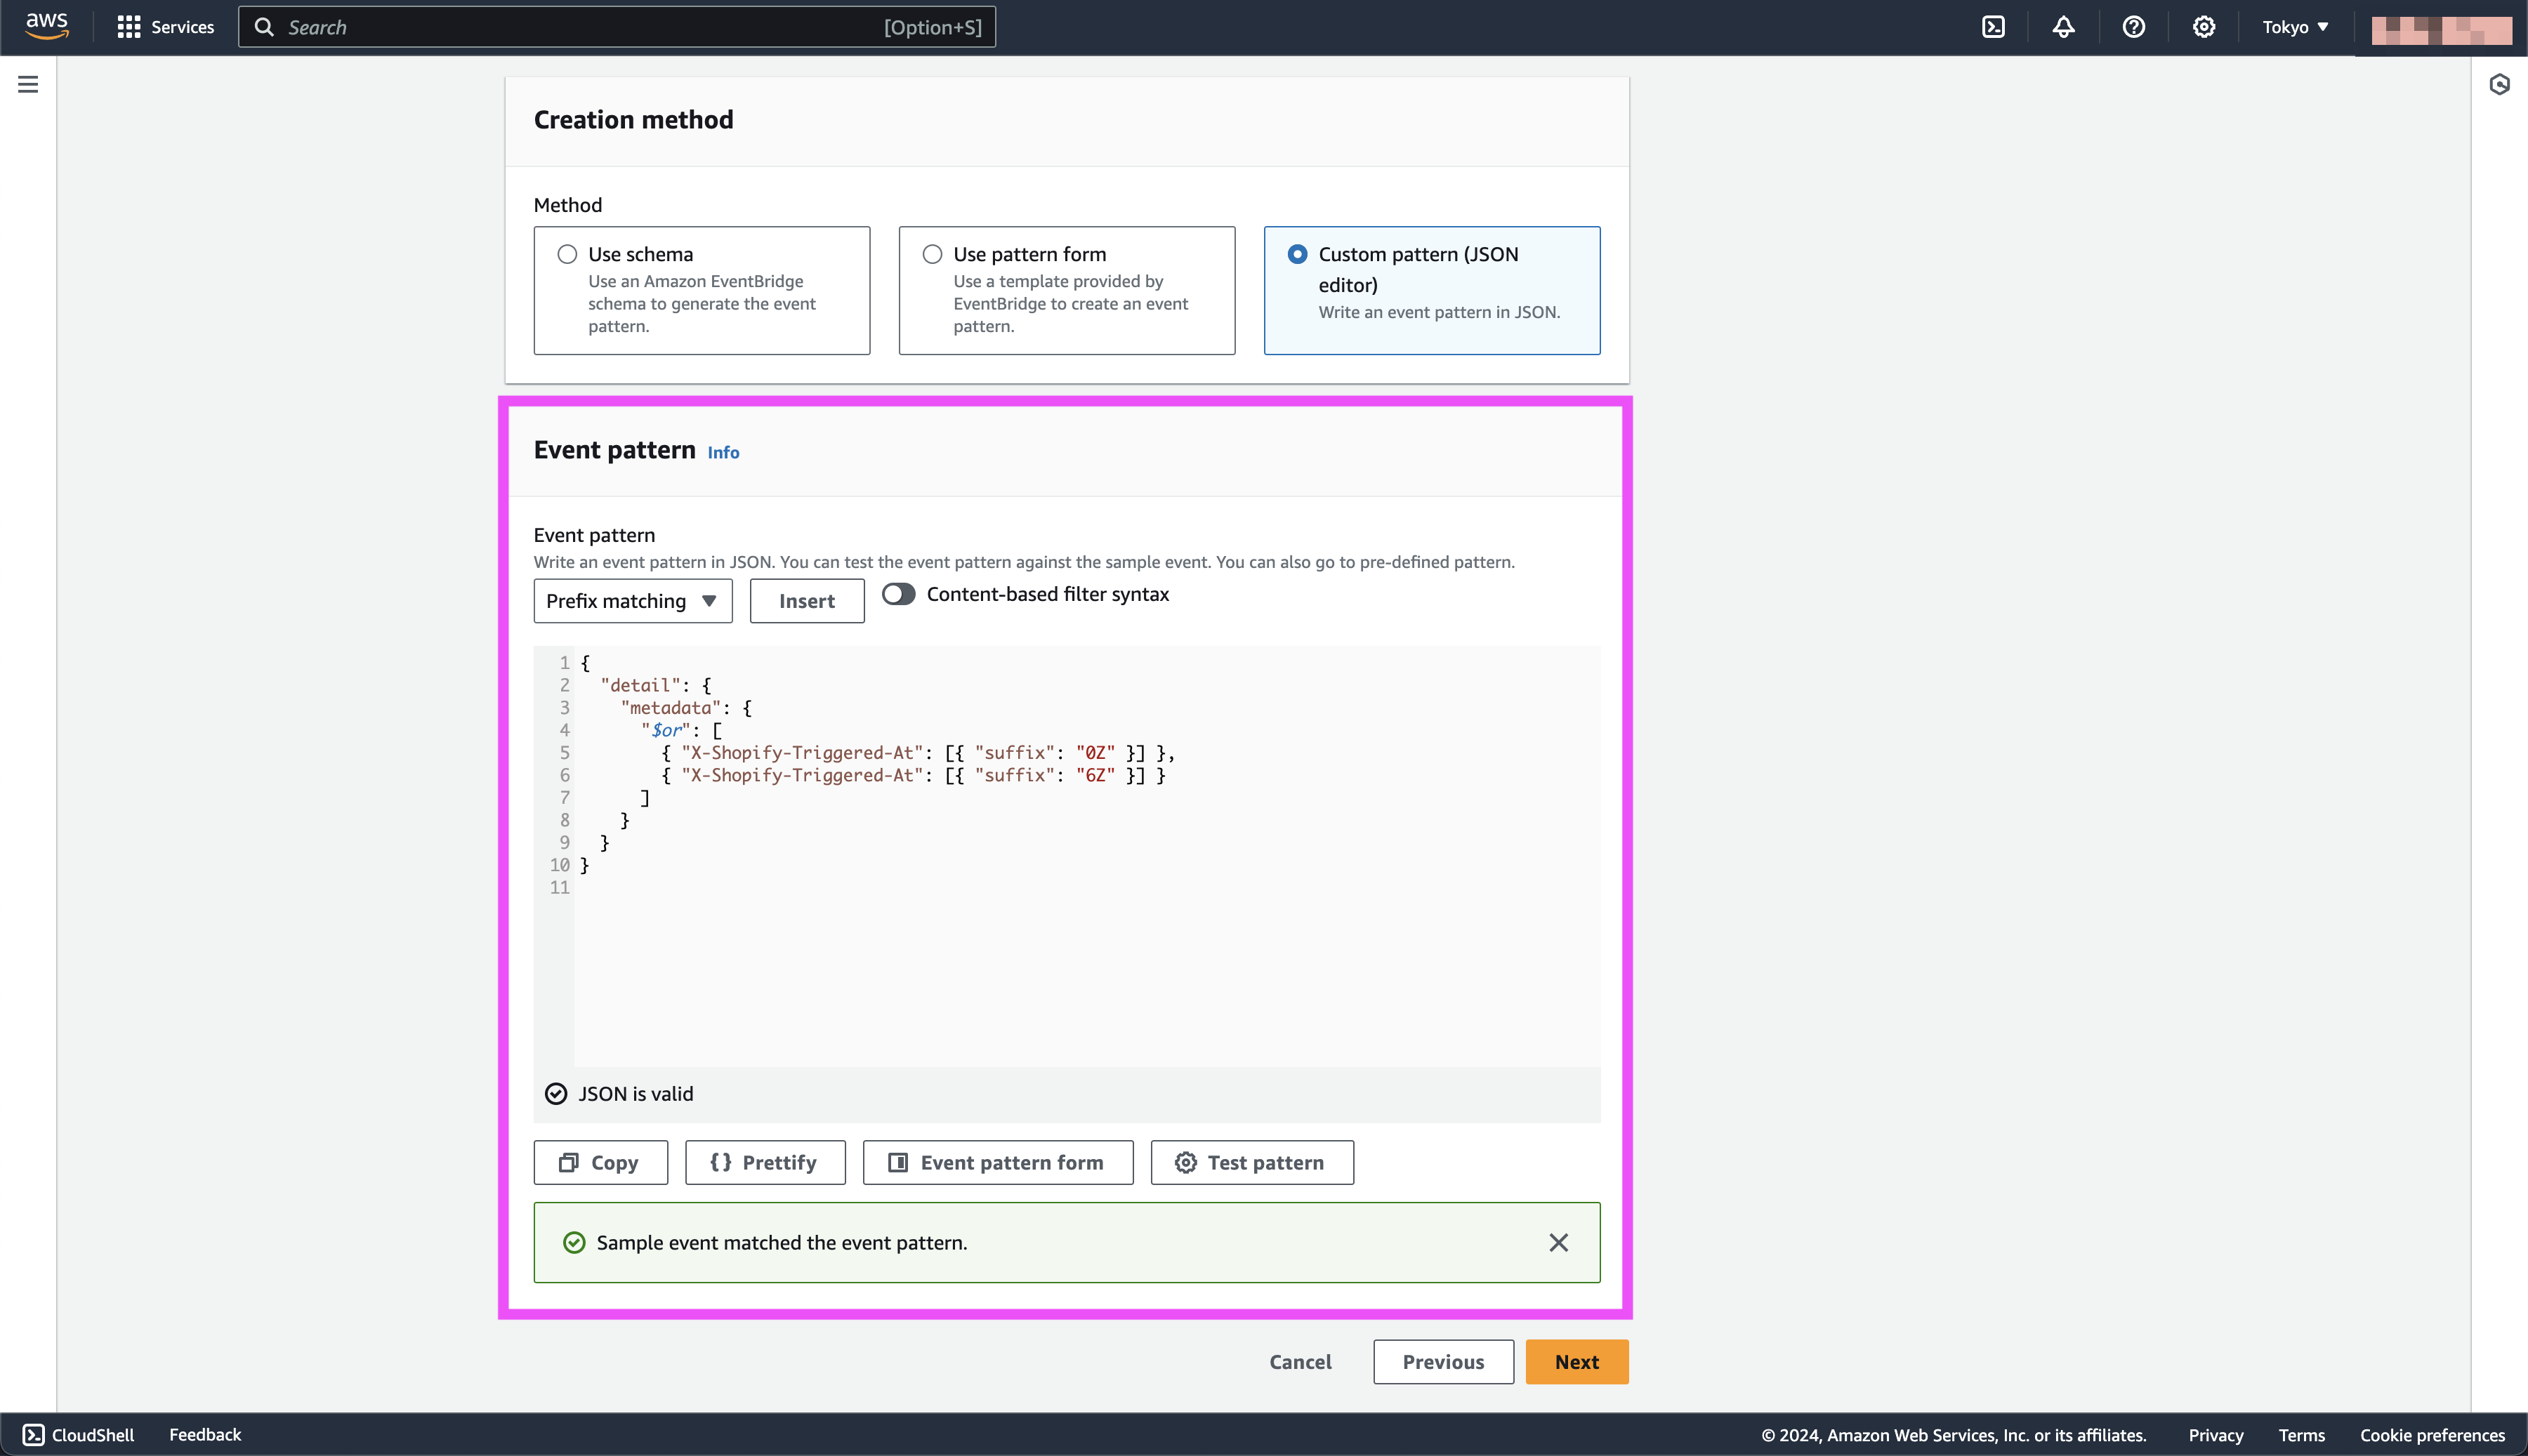 aws Services Search [Option+S] Tokyo
Creation method
Method
Use schema
Use an Amazon EventBridge
schema to generate the event
pattern.
Use pattern form
Use a template provided by
EventBridge to create an event
pattern.
Custom pattern (JSON
editor)
Write an event pattern in JSON.
Event pattern Info
Event pattern
Write an event pattern in JSON. You can test the event pattern against the sample event. You can also go to pre-defined pattern.
Prefix matching Insert Content-based filter syntax
1 {
2   "detail": {
3     "metadata": {
4       "$or": [
5         { "X-Shopify-Triggered-At": [{ "suffix": "0Z" }] },
6         { "X-Shopify-Triggered-At": [{ "suffix": "6Z" }] }
7       ]
8     }
9   }
10 }
11
JSON is valid
Copy {} Prettify Event pattern form Test pattern
Sample event matched the event pattern.
Cancel Previous Next
CloudShell Feedback © 2024, Amazon Web Services, Inc. or its affiliates. Privacy Terms Cookie preferences